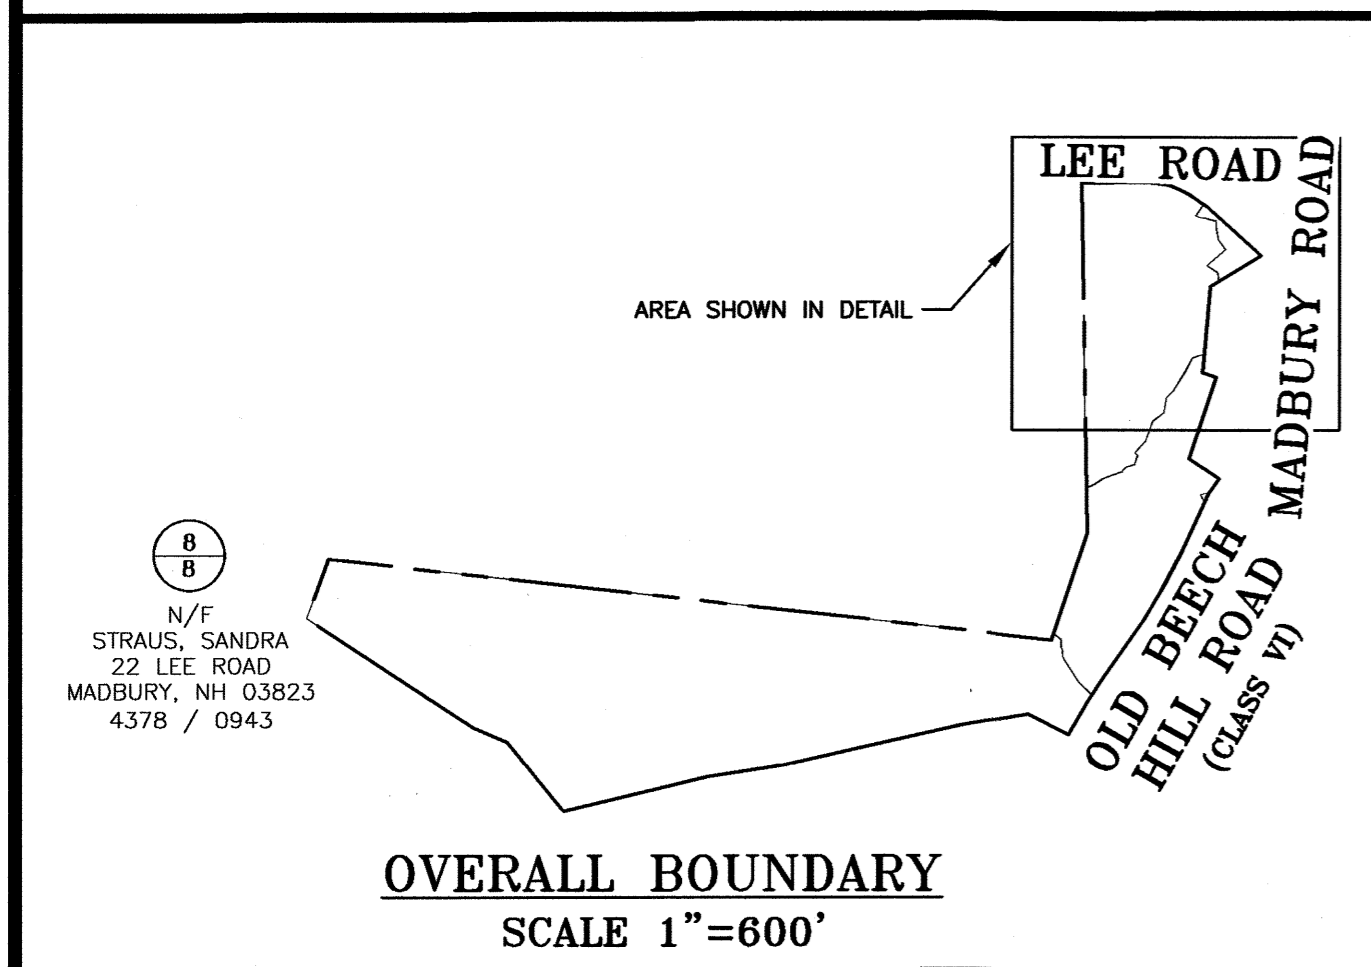 LEE ROAD
MADBURY ROAD
AREA SHOWN IN DETAIL
8
8
N/F
STRAUS, SANDRA
22 LEE ROAD
MADBURY, NH 03823
4378 / 0943
OLD BEECH
HILL ROAD
(CLASS VI)
OVERALL BOUNDARY
SCALE 1"=600'